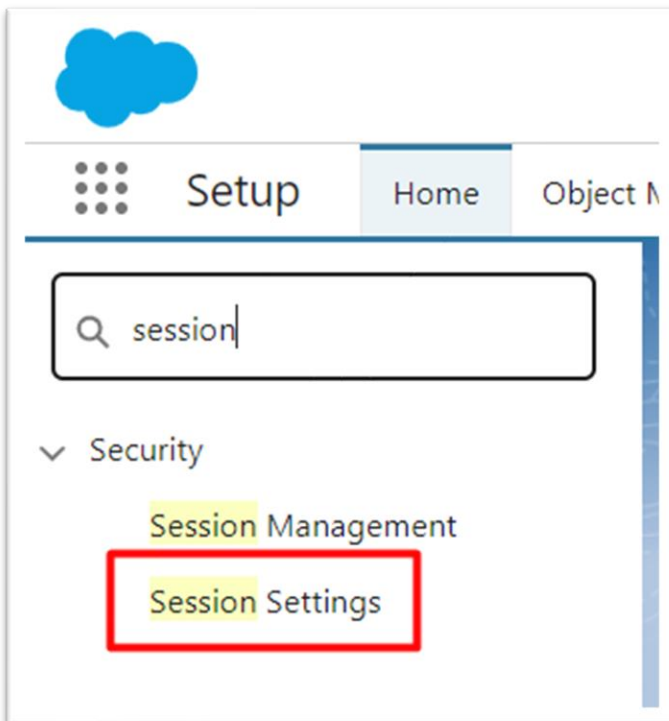 Setup Home Object
session
Security
Session Management
Session Settings